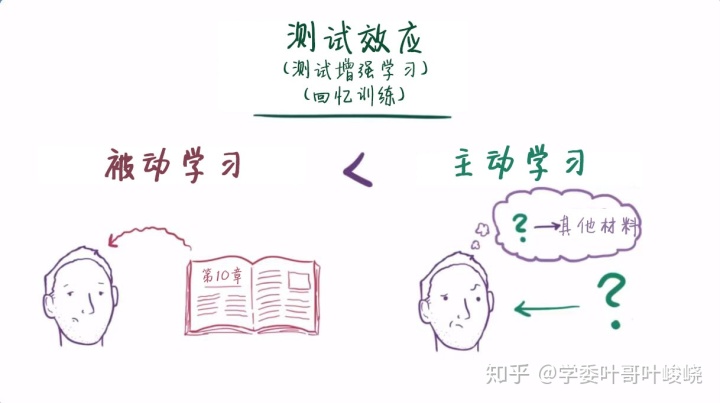 测试效应
(测试增强学习)
(回忆训练)
被动学习 < 主动学习
? → 其他材料
第10章
?
知乎 @学委叶哥叶峻峣